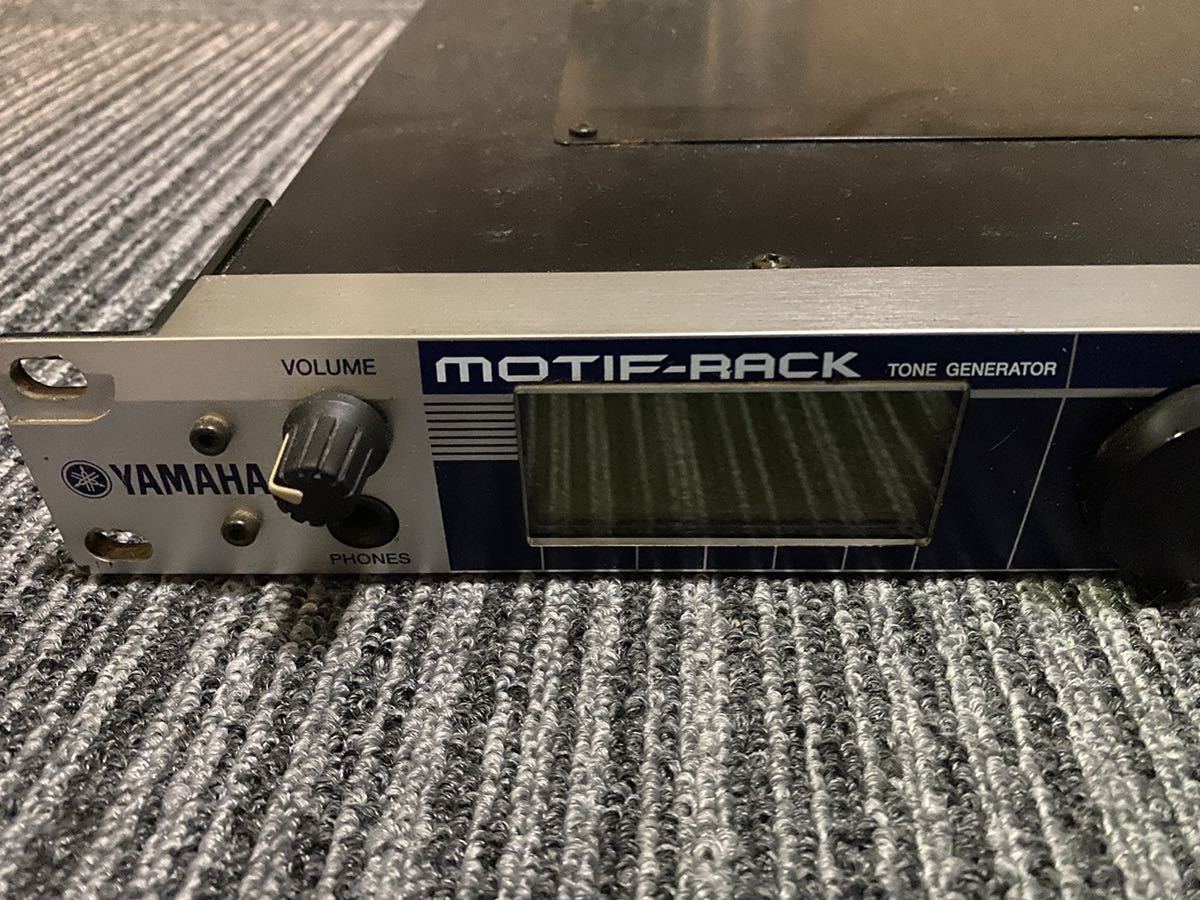 VOLUME
MOTIF-RACK
TONE GENERATOR
YAMAHA
PHONES